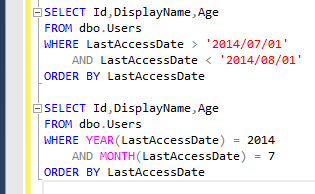 SELECT Id,DisplayName,Age
FROM dbo.Users
WHERE LastAccessDate > '2014/07/01'
AND LastAccessDate < '2014/08/01'
ORDER BY LastAccessDate
SELECT Id,DisplayName,Age
FROM dbo.Users
WHERE YEAR(LastAccessDate) = 2014
AND MONTH(LastAccessDate) = 7
ORDER BY LastAccessDate